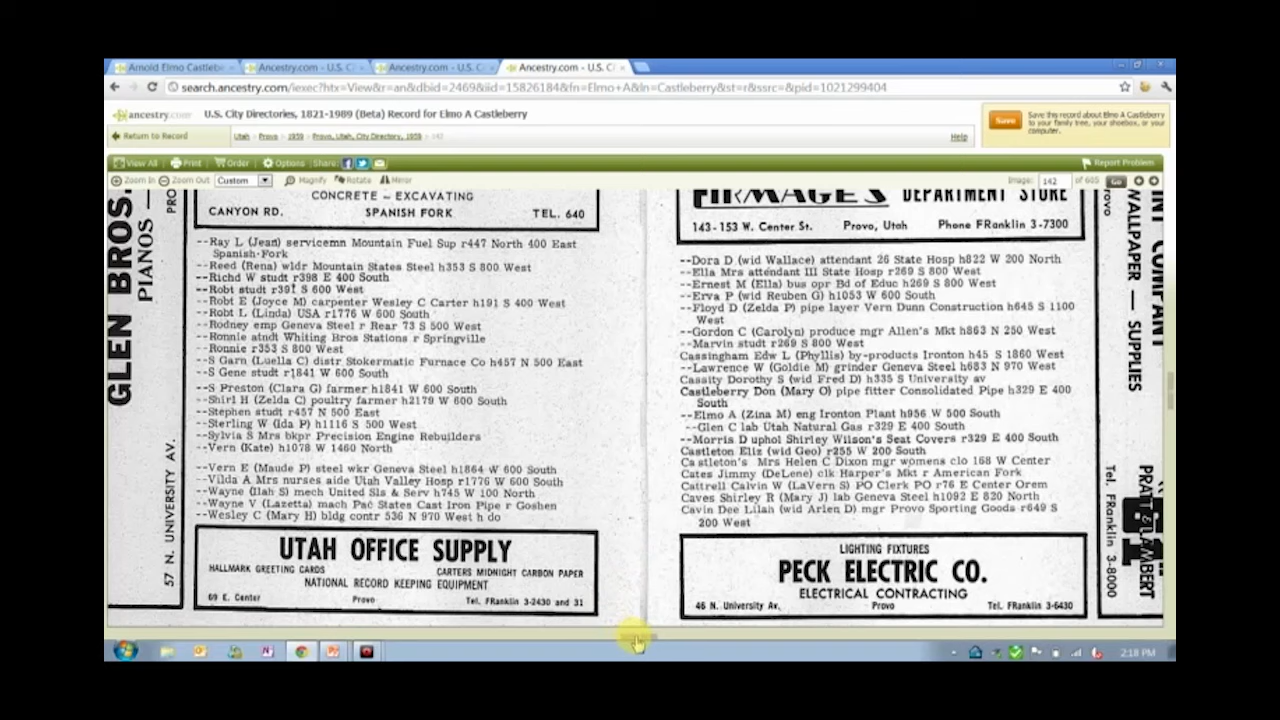 Arnold Elmo Castleb
Ancestry.com - U.S. Ci
Ancestry.com - U.S. C
Ancestry.com - U.S. C
search.ancestry.com/iexec?htx=View&r=an&dbid=2469&iid=15826184&fn=Elmo+A&ln=Castleberry&st=r&ssrc=&pid=1021299404
ancestry.com
U.S. City Directories, 1821-1989 (Beta) Record for Elmo A Castleberry
Save
Save this record about Elmo A Castleberry to your family tree, your shoebox, or your computer.
Return to Record
Utah > Provo > 1959 > Provo, Utah, City Directory, 1959 > 142
Help
View All Print Order Options Share:
Report Problem
Zoom In Zoom Out Custom Magnify Rotate Mirror
Image: 142 of 605 Go
GLEN BROS.
PIANOS —
PRO
57 N. UNIVERSITY AV.
CONCRETE – EXCAVATING
CANYON RD. SPANISH FORK TEL. 640
--Ray L (Jean) servicemn Mountain Fuel Sup r447 North 400 East
Spanish-Fork
--Reed (Rena) wldr Mountain States Steel h353 S 800 West
--Richd W studt r398 E 400 South
--Robt studt r391 S 600 West
--Robt E (Joyce M) carpenter Wesley C Carter h191 S 400 West
--Robt L (Linda) USA r1776 W 600 South
--Rodney emp Geneva Steel r Rear 73 S 500 West
--Ronnie atndt Whiting Bros Stations r Springville
--Ronnie r353 S 800 West
--S Garn (Luella C) distr Stokermatic Furnace Co h457 N 500 East
--S Gene studt r1841 W 600 South
--S Preston (Clara G) farmer h1841 W 600 South
--Shirl H (Zelda C) poultry farmer h2179 W 600 South
--Stephen studt r457 N 500 East
--Sterling W (Ida P) h1116 S 500 West
--Sylvia S Mrs bkpr Precision Engine Rebuilders
--Vern (Kate) h1078 W 1460 North
--Vern E (Maude P) steel wkr Geneva Steel h1864 W 600 South
--Vilda A Mrs nurses aide Utah Valley Hosp r1776 W 600 South
--Wayne (Ilah S) mech United Sls & Serv h745 W 100 North
--Wayne V (Lazetta) mach Pac States Cast Iron Pipe r Goshen
--Wesley C (Mary H) bldg contr 536 N 970 West h do
UTAH OFFICE SUPPLY
HALLMARK GREETING CARDS CARTERS MIDNIGHT CARBON PAPER
NATIONAL RECORD KEEPING EQUIPMENT
69 E. Center Provo Tel. FRanklin 3-2430 and 31
FIRMAGE'S DEPARTMENT STORE
143-153 W. Center St. Provo, Utah Phone FRanklin 3-7300
--Dora D (wid Wallace) attendant 26 State Hosp h822 W 200 North
--Ella Mrs attendant III State Hosp r269 S 800 West
--Ernest M (Ella) bus opr Bd of Educ h269 S 800 West
--Erva P (wid Reuben G) h1053 W 600 South
--Floyd D (Zelda P) pipe layer Vern Dunn Construction h645 S 1100
West
--Gordon C (Carolyn) produce mgr Allen's Mkt h863 N 250 West
--Marvin studt r269 S 800 West
Cassingham Edw L (Phyllis) by-products Ironton h45 S 1860 West
--Lawrence W (Goldie M) grinder Geneva Steel h683 N 970 West
Cassity Dorothy S (wid Fred D) h335 S University av
Castleberry Don (Mary O) pipe fitter Consolidated Pipe h329 E 400
South
--Elmo A (Zina M) eng Ironton Plant h956 W 500 South
--Glen C lab Utah Natural Gas r329 E 400 South
--Morris D uphol Shirley Wilson's Seat Covers r329 E 400 South
Castleton Eliz (wid Geo) r255 W 200 South
Castleton's Mrs Helen C Dixon mgr womens clo 168 W Center
Cates Jimmy (DeLene) clk Harper's Mkt r American Fork
Cattrell Calvin W (LaVern S) PO Clerk PO r76 E Center Orem
Caves Shirley R (Mary J) lab Geneva Steel h1092 E 820 North
Cavin Dee Lilah (wid Arlen D) mgr Provo Sporting Goods r649 S
200 West
LIGHTING FIXTURES
PECK ELECTRIC CO.
ELECTRICAL CONTRACTING
46 N. University Av. Provo Tel. FRanklin 3-6430
Provo
Tel. FRanklin 3-8000
WALLPAPER — SUPPLIES
PRATT & LAMBERT
INT COMPANY
2:18 PM